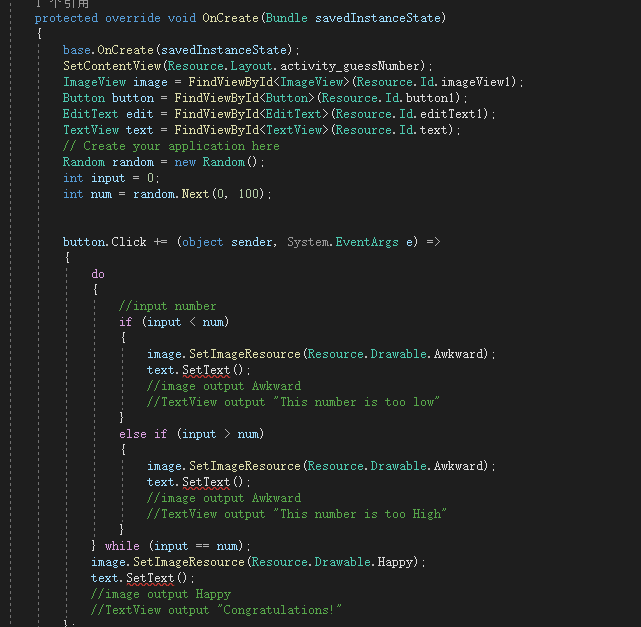 1 个引用
protected override void OnCreate(Bundle savedInstanceState)
{
base.OnCreate(savedInstanceState);
SetContentView(Resource.Layout.activity_guessNumber);
ImageView image = FindViewById<ImageView>(Resource.Id.imageView1);
Button button = FindViewById<Button>(Resource.Id.button1);
EditText edit = FindViewById<EditText>(Resource.Id.editText1);
TextView text = FindViewById<TextView>(Resource.Id.text);
// Create your application here
Random random = new Random();
int input = 0;
int num = random.Next(0, 100);
button.Click += (object sender, System.EventArgs e) =>
{
do
{
//input number
if (input < num)
{
image.SetImageResource(Resource.Drawable.Awkward);
text.SetText();
//image output Awkward
//TextView output "This number is too low"
}
else if (input > num)
{
image.SetImageResource(Resource.Drawable.Awkward);
text.SetText();
//image output Awkward
//TextView output "This number is too High"
}
} while (input == num);
image.SetImageResource(Resource.Drawable.Happy);
text.SetText();
//image output Happy
//TextView output "Congratulations!"
};